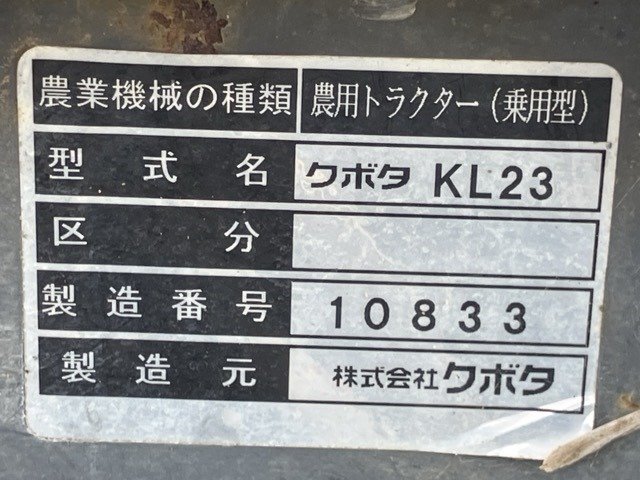 農業機械の種類 農用トラクター(乗用型)
型式名 クボタ KL23
区分
製造番号 10833
製造元 株式会社クボタ